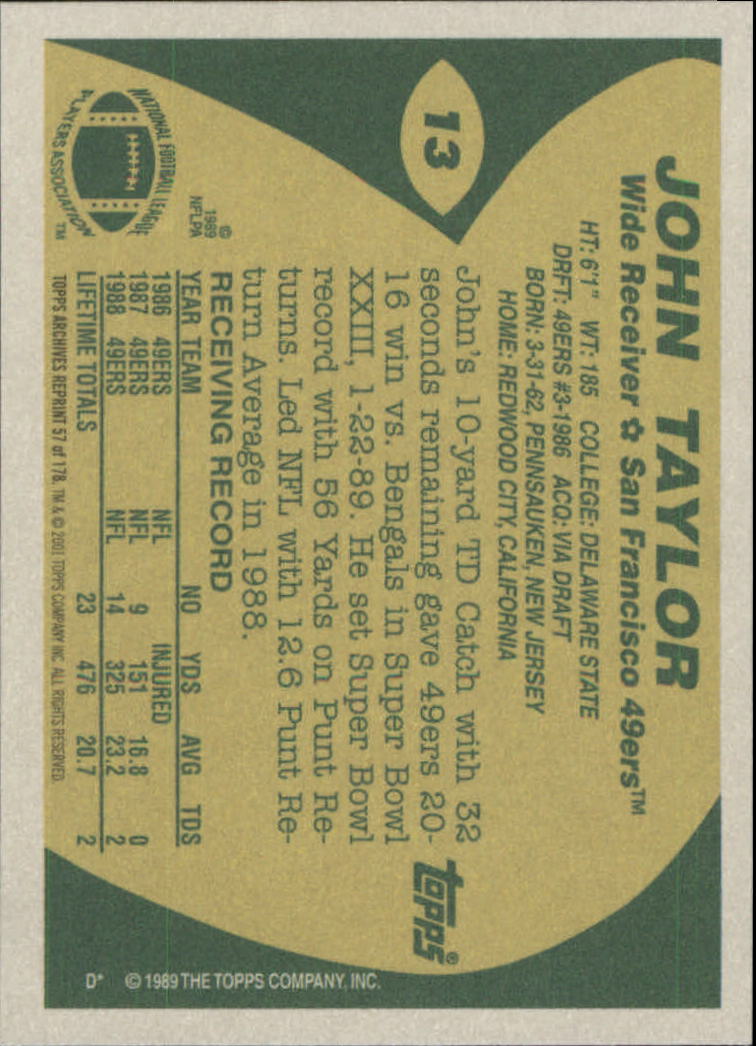 13
JOHN TAYLOR
Wide Receiver ✿ San Francisco 49ers™
HT: 6'1" WT: 185 COLLEGE: DELAWARE STATE
DRFT: 49ERS #3-1986 ACQ: VIA DRAFT
BORN: 3-31-62, PENNSAUKEN, NEW JERSEY
HOME: REDWOOD CITY, CALIFORNIA
John's 10-yard TD Catch with 32
seconds remaining gave 49ers 20-
16 win vs. Bengals in Super Bowl
XXIII, 1-22-89. He set Super Bowl
record with 56 Yards on Punt Re-
turns. Led NFL with 12.6 Punt Re-
turn Average in 1988.
topps®
NATIONAL FOOTBALL LEAGUE
PLAYERS ASSOCIATION
™
©
1989
NFLPA
RECEIVING RECORD
YEAR TEAM NO YDS AVG TDS
1986 49ERS NFL INJURED
1987 49ERS NFL 9 151 16.8 0
1988 49ERS NFL 14 325 23.2 2
LIFETIME TOTALS 23 476 20.7 2
TOPPS ARCHIVES REPRINT 57 of 178. TM & © 2001 TOPPS COMPANY INC. ALL RIGHTS RESERVED.
D* © 1989 THE TOPPS COMPANY, INC.